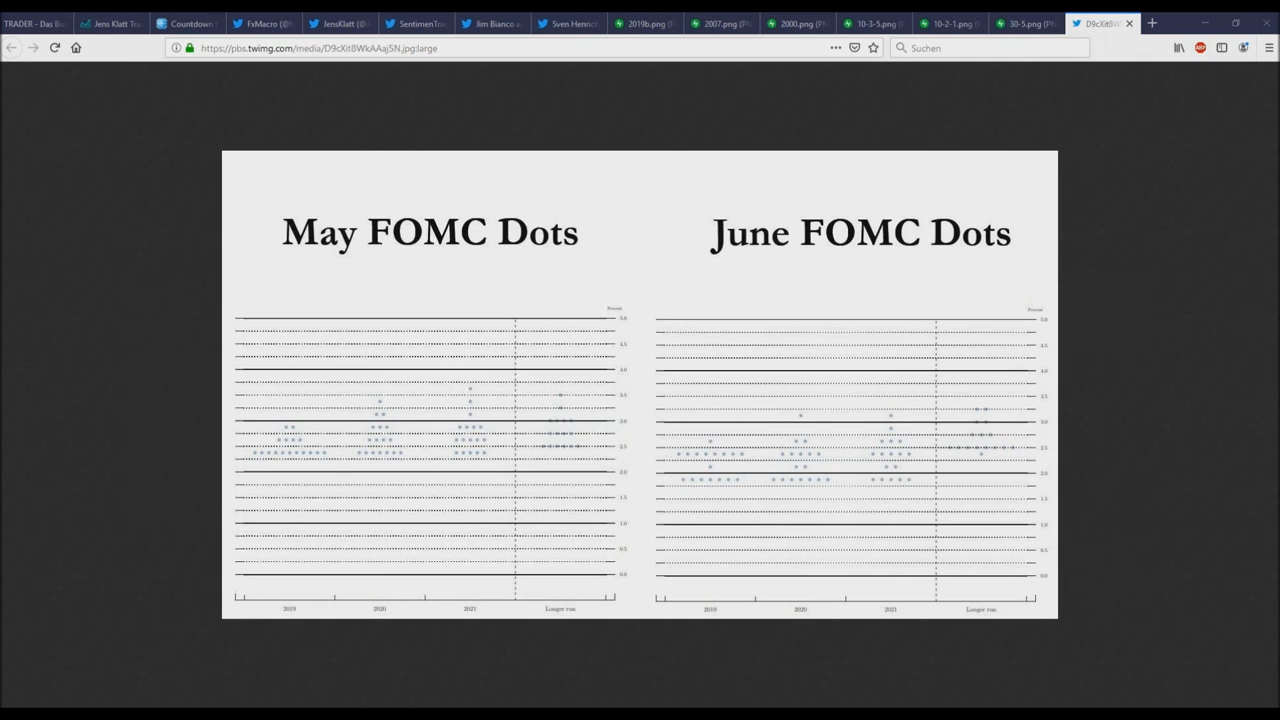 TRADER - Das Bu
Jens Klatt Tra
Countdown
FxMacro (@
JensKlatt (@
SentimenTrac
Jim Bianco
Sven Henrich
2019b.png (P
2007.png (P
2000.png (P
10-3-5.png (P
10-2-1.png (P
30-5.png (PN
D9cXit8W
https://pbs.twimg.com/media/D9cXit8WkAAaj5N.jpg:large
Suchen
ABP
May FOMC Dots
June FOMC Dots
Percent
5.0
4.5
4.0
3.5
3.0
2.5
2.0
1.5
1.0
0.5
0.0
2019
2020
2021
Longer run
Percent
5.0
4.5
4.0
3.5
3.0
2.5
2.0
1.5
1.0
0.5
0.0
2019
2020
2021
Longer run